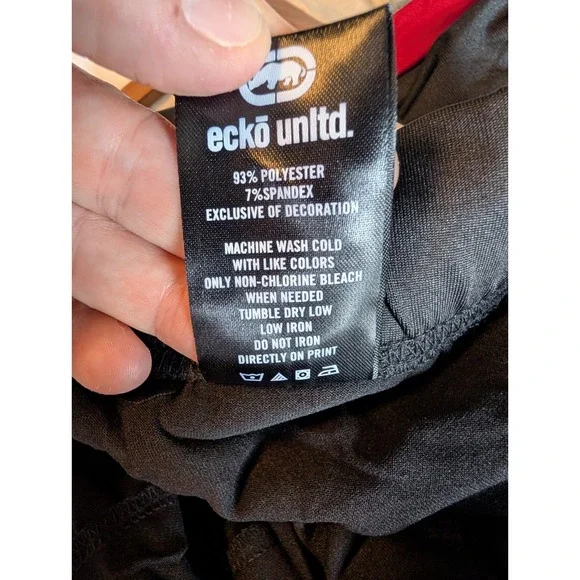 eckō unltd.
93% POLYESTER
7%SPANDEX
EXCLUSIVE OF DECORATION
MACHINE WASH COLD
WITH LIKE COLORS
ONLY NON-CHLORINE BLEACH
WHEN NEEDED
TUMBLE DRY LOW
LOW IRON
DO NOT IRON
DIRECTLY ON PRINT